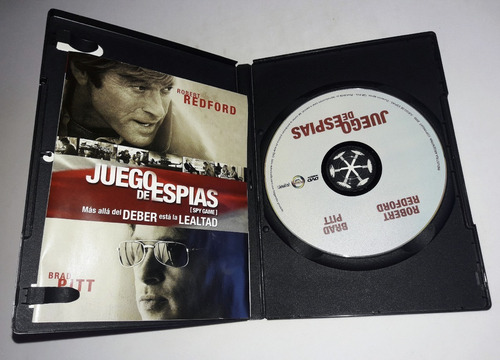 ROBERT
REDFORD
JUEGO
DE ESPIAS
[SPY GAME]
Más allá del DEBER está la LEALTAD
BRAD
PITT
JUEGO
DE ESPIAS
ROBERT
REDFORD
BRAD
PITT
DVD